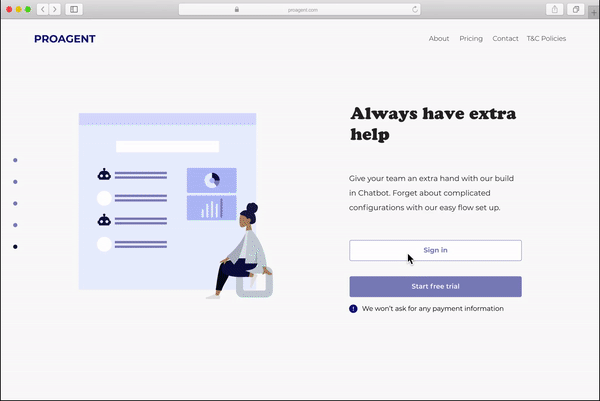 proagent.com
PROAGENT
About Pricing Contact T&C Policies
Always have extra
help
Give your team an extra hand with our build
in Chatbot. Forget about complicated
configurations with our easy flow set up.
Sign in
Start free trial
! We won't ask for any payment information